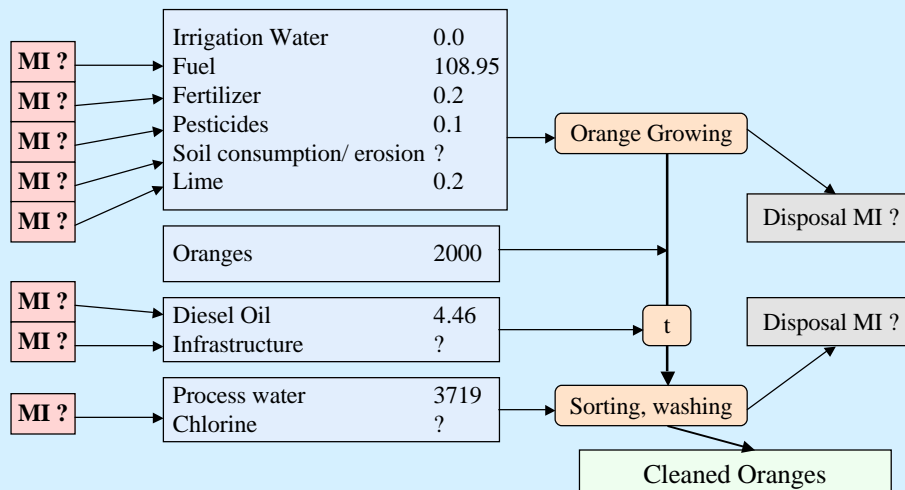 MI ?
MI ?
MI ?
MI ?
MI ?
Irrigation Water 0.0
Fuel 108.95
Fertilizer 0.2
Pesticides 0.1
Soil consumption/ erosion ?
Lime 0.2
Orange Growing
Disposal MI ?
Oranges 2000
MI ?
MI ?
Diesel Oil 4.46
Infrastructure ?
t
Disposal MI ?
MI ?
Process water 3719
Chlorine ?
Sorting, washing
Cleaned Oranges